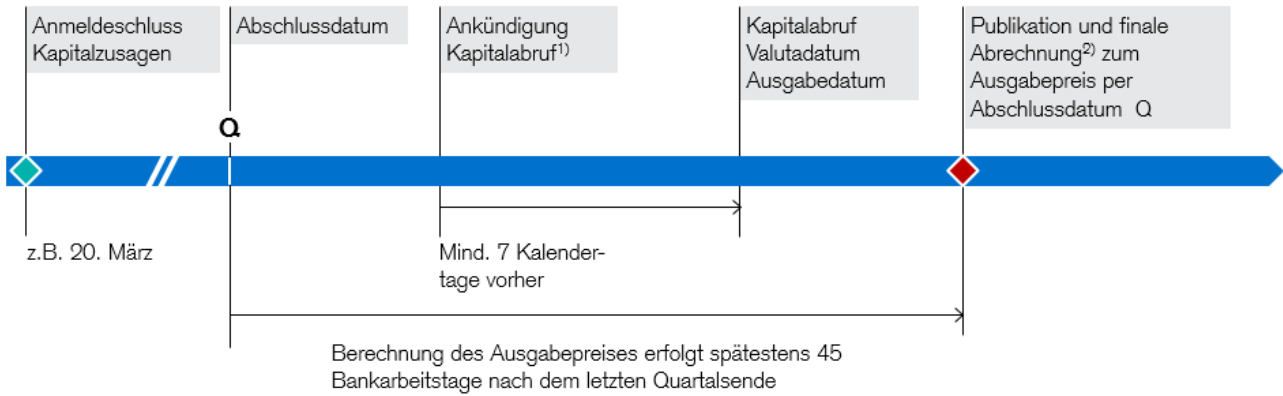 Anmeldeschluss
Kapitalzusagen
Abschlussdatum
Ankündigung
Kapitalabruf1)
Kapitalabruf
Valutadatum
Ausgabedatum
Publikation und finale
Abrechnung2) zum
Ausgabepreis per
Abschlussdatum Q
Q
z.B. 20. März
Mind. 7 Kalender-
tage vorher
Berechnung des Ausgabepreises erfolgt spätestens 45
Bankarbeitstage nach dem letzten Quartalsende